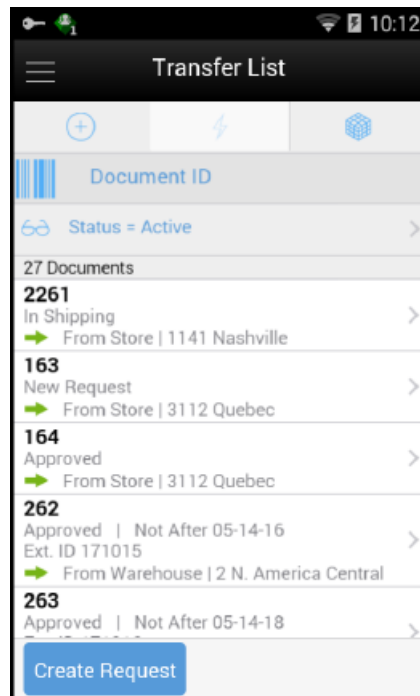 1
10:12
Transfer List
Document ID
Status = Active
27 Documents
2261
In Shipping
From Store | 1141 Nashville
163
New Request
From Store | 3112 Quebec
164
Approved
From Store | 3112 Quebec
262
Approved | Not After 05-14-16
Ext. ID 171015
From Warehouse | 2 N. America Central
263
Approved | Not After 05-14-18
Create Request